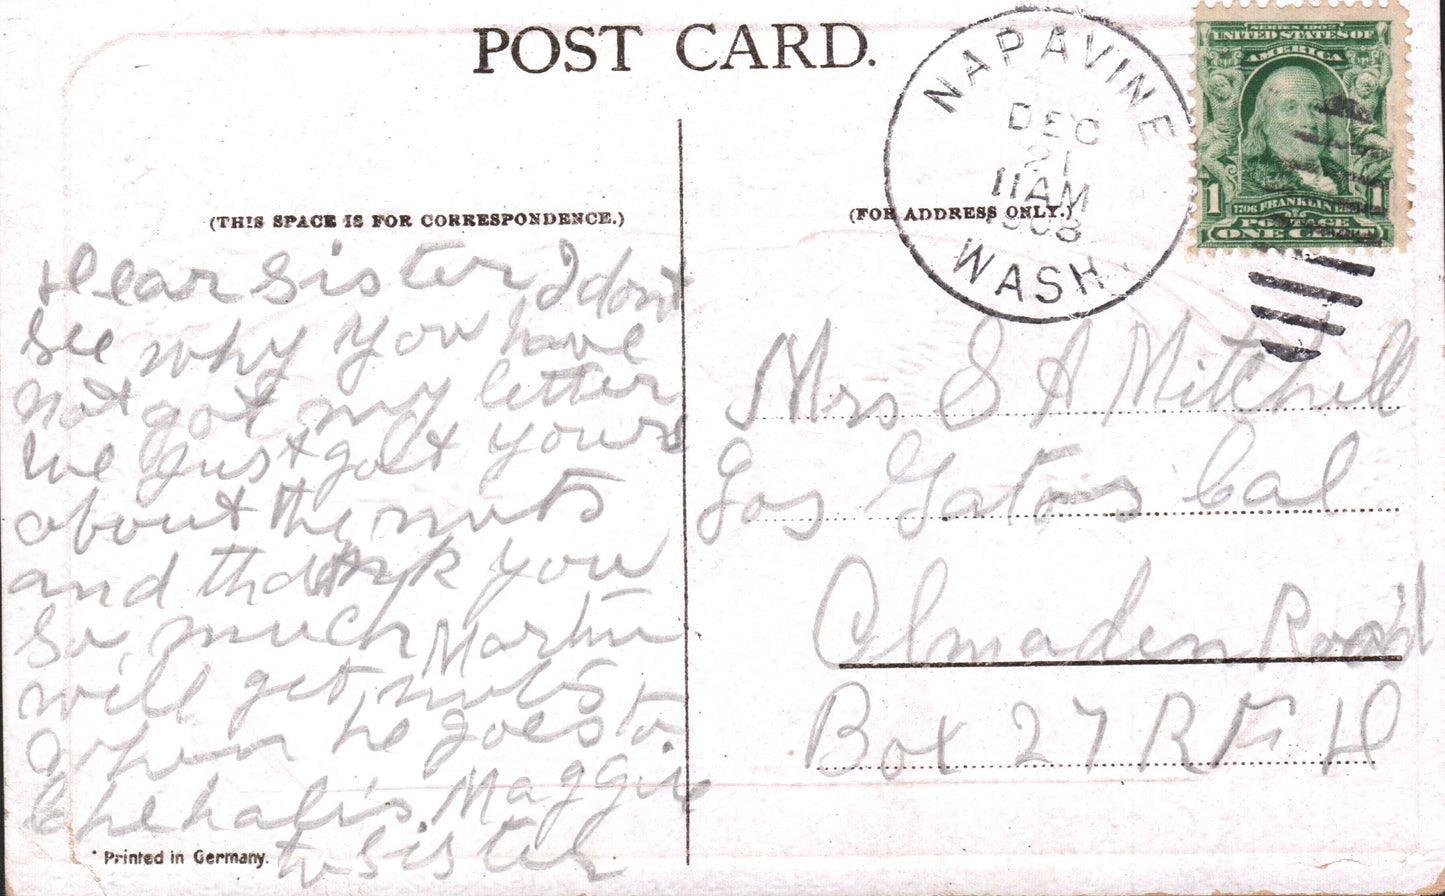 POST CARD.
NAPAVINE
DEC
21
11 AM
1908
WASH.
SERIES 1902
UNITED STATES OF
AMERICA
1
1706 FRANKLIN 1790
POSTAGE
ONE CENT
(THIS SPACE IS FOR CORRESPONDENCE.)
(FOR ADDRESS ONLY.)
Dear Sister I dont
see why you have
not got my letter
we just got yours
about the nuts
and thank you
so much Martin
will get nuts
when he goes to
Chehalis Maggie
to Sister
Mrs S A Mitchell
Los Gatos Cal
Almaden Road
Box 27 R F D
Printed in Germany.